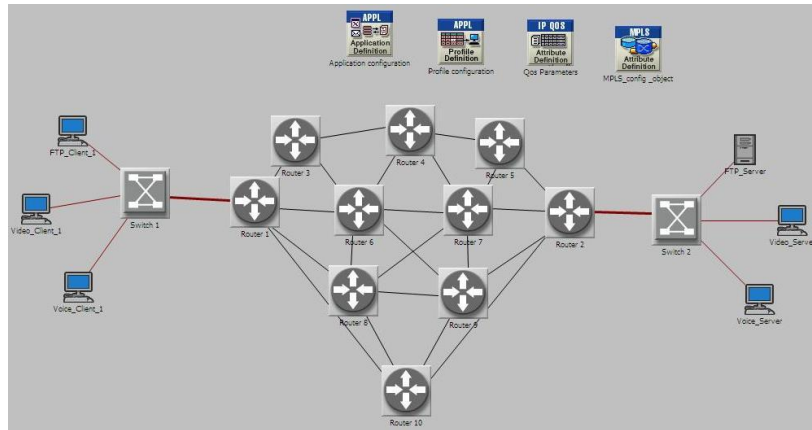 APPL
Application
Definition
Application configuration
APPL
Profile
Definition
Profile configuration
IP QOS
Attribute
Definition
Qos Parameters
MPLS
Attribute
Definition
MPLS_config _object
FTP_Client_1
Video_Client_1
Voice_Client_1
Switch 1
Router 1
Router 3
Router 4
Router 5
Router 6
Router 7
Router 2
Router 8
Router 9
Router 10
Switch 2
FTP_Server
Video_Serve
Voice_Server